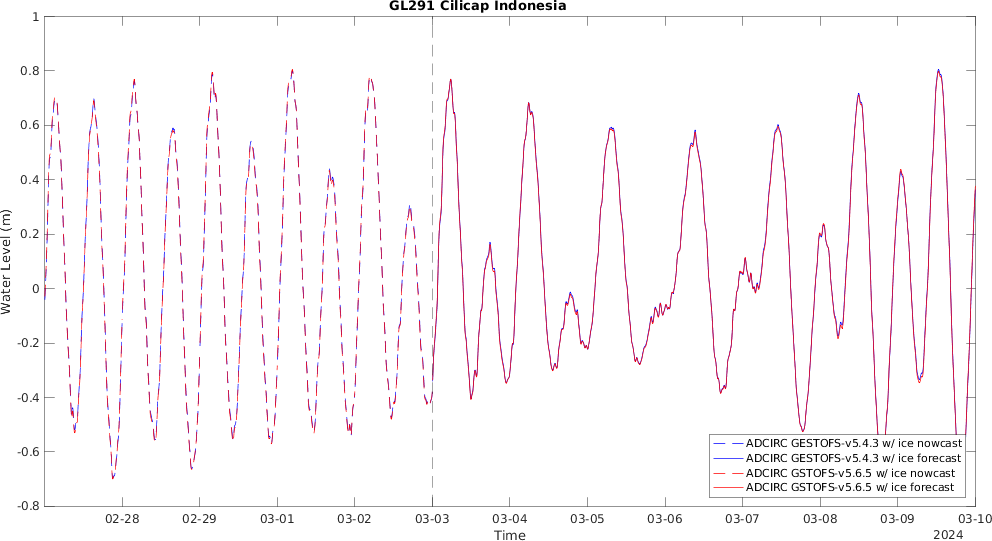 GL291 Cilicap Indonesia
1
0.8
0.6
0.4
0.2
0
-0.2
-0.4
-0.6
-0.8
Water Level (m)
ADCIRC GESTOFS-v5.4.3 w/ ice nowcast
ADCIRC GESTOFS-v5.4.3 w/ ice forecast
ADCIRC GSTOFS-v5.6.5 w/ ice nowcast
ADCIRC GSTOFS-v5.6.5 w/ ice forecast
02-28 02-29 03-01 03-02 03-03 03-04 03-05 03-06 03-07 03-08 03-09 03-10
Time
2024